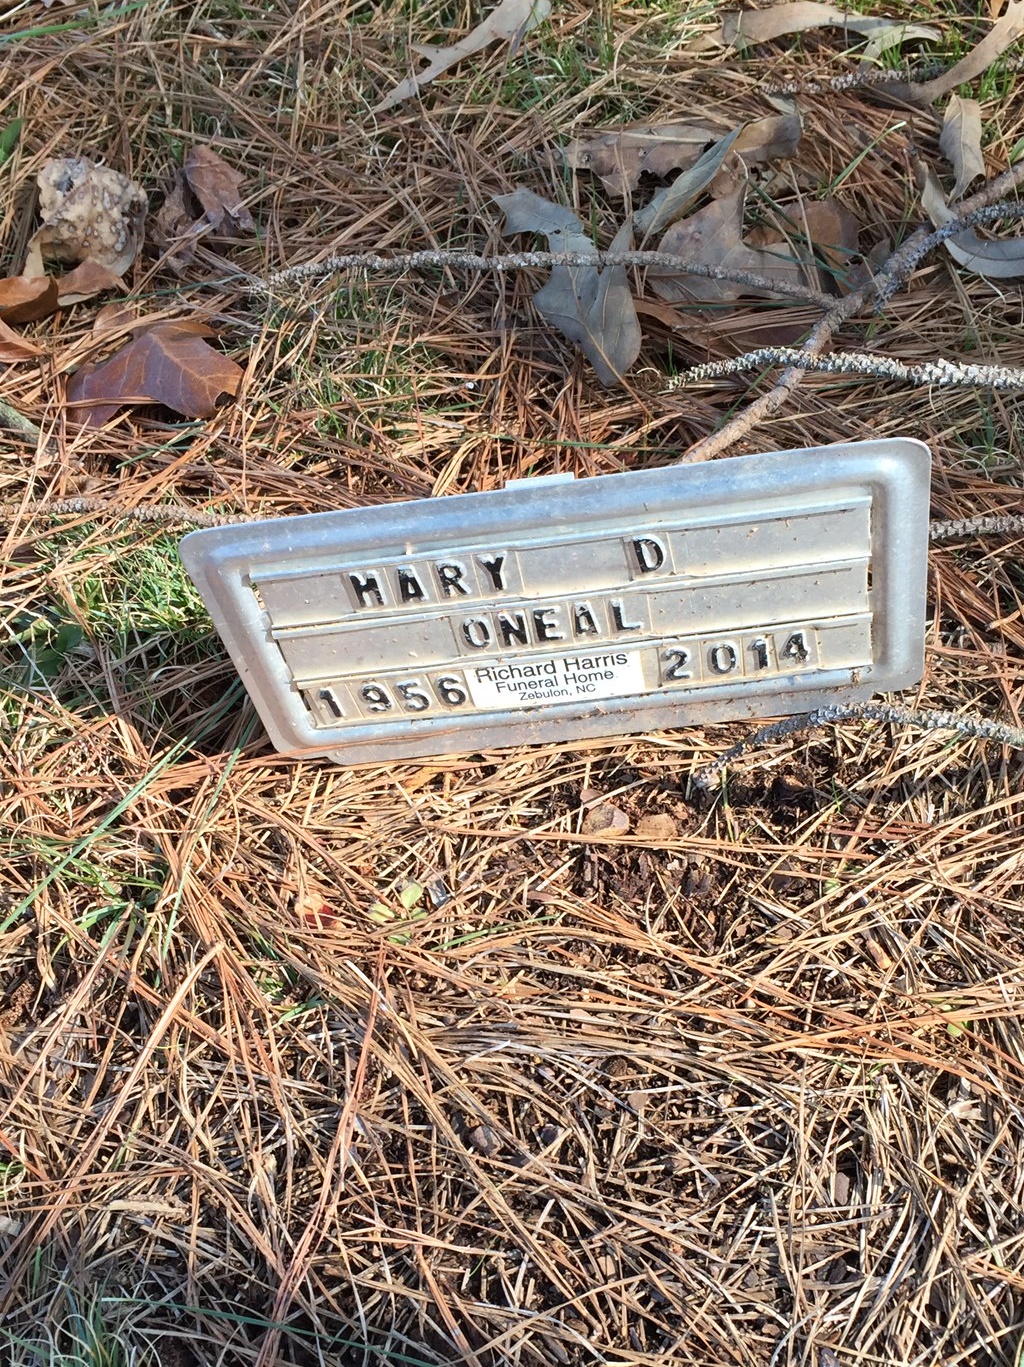 MARY D
ONEAL
1956 Richard Harris 2014
Funeral Home
Zebulon, NC